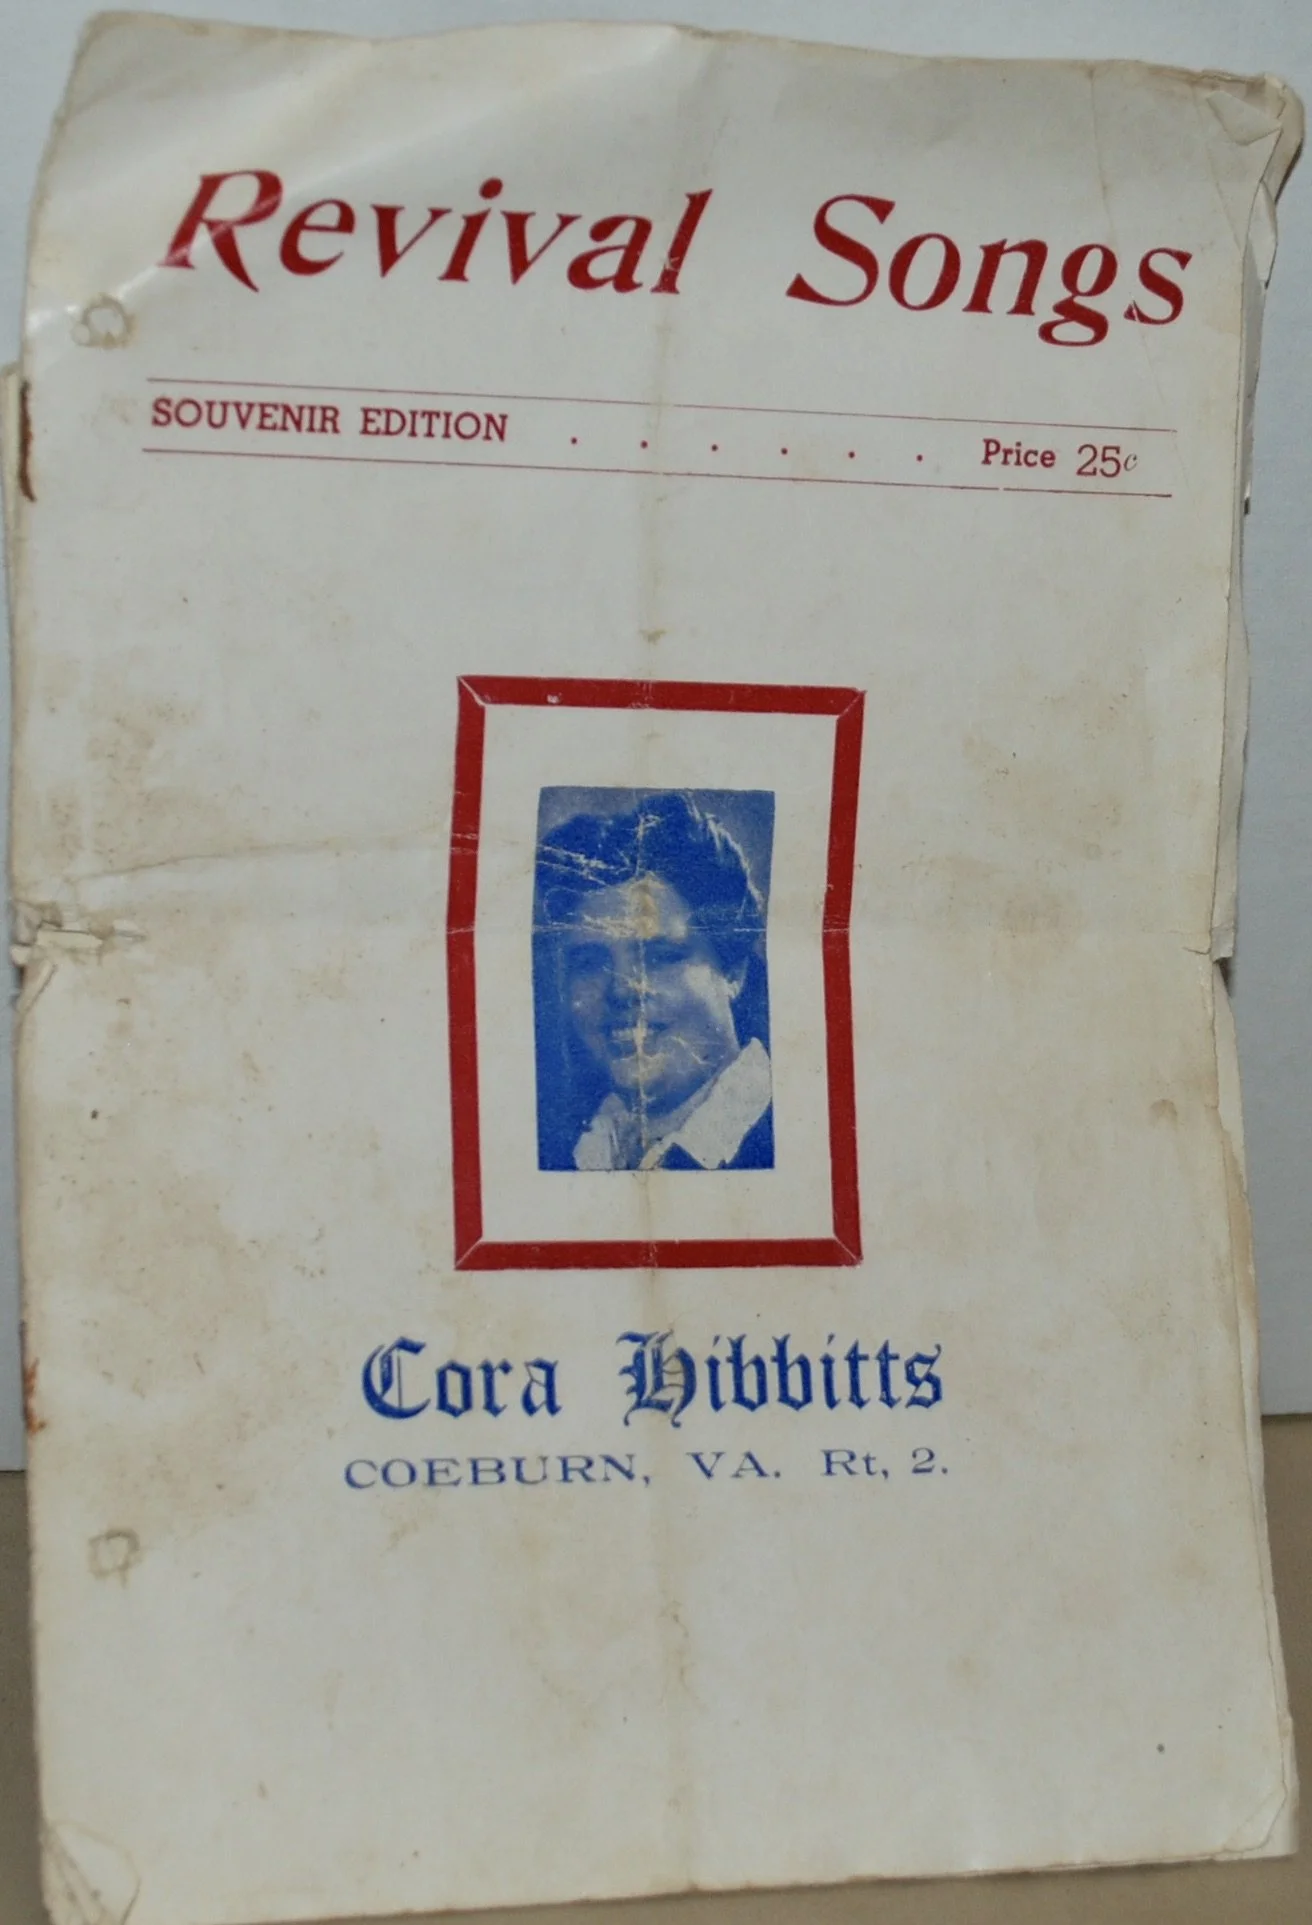 Revival Songs
SOUVENIR EDITION . . . . . . Price 25c
Cora Hibbitts
COEBURN, VA. Rt, 2.